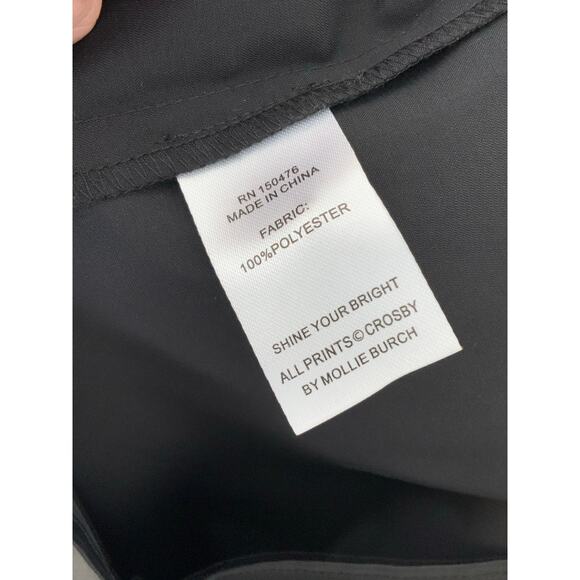 RN 150476
MADE IN CHINA
FABRIC:
100%POLYESTER
SHINE YOUR BRIGHT
ALL PRINTS © CROSBY
BY MOLLIE BURCH